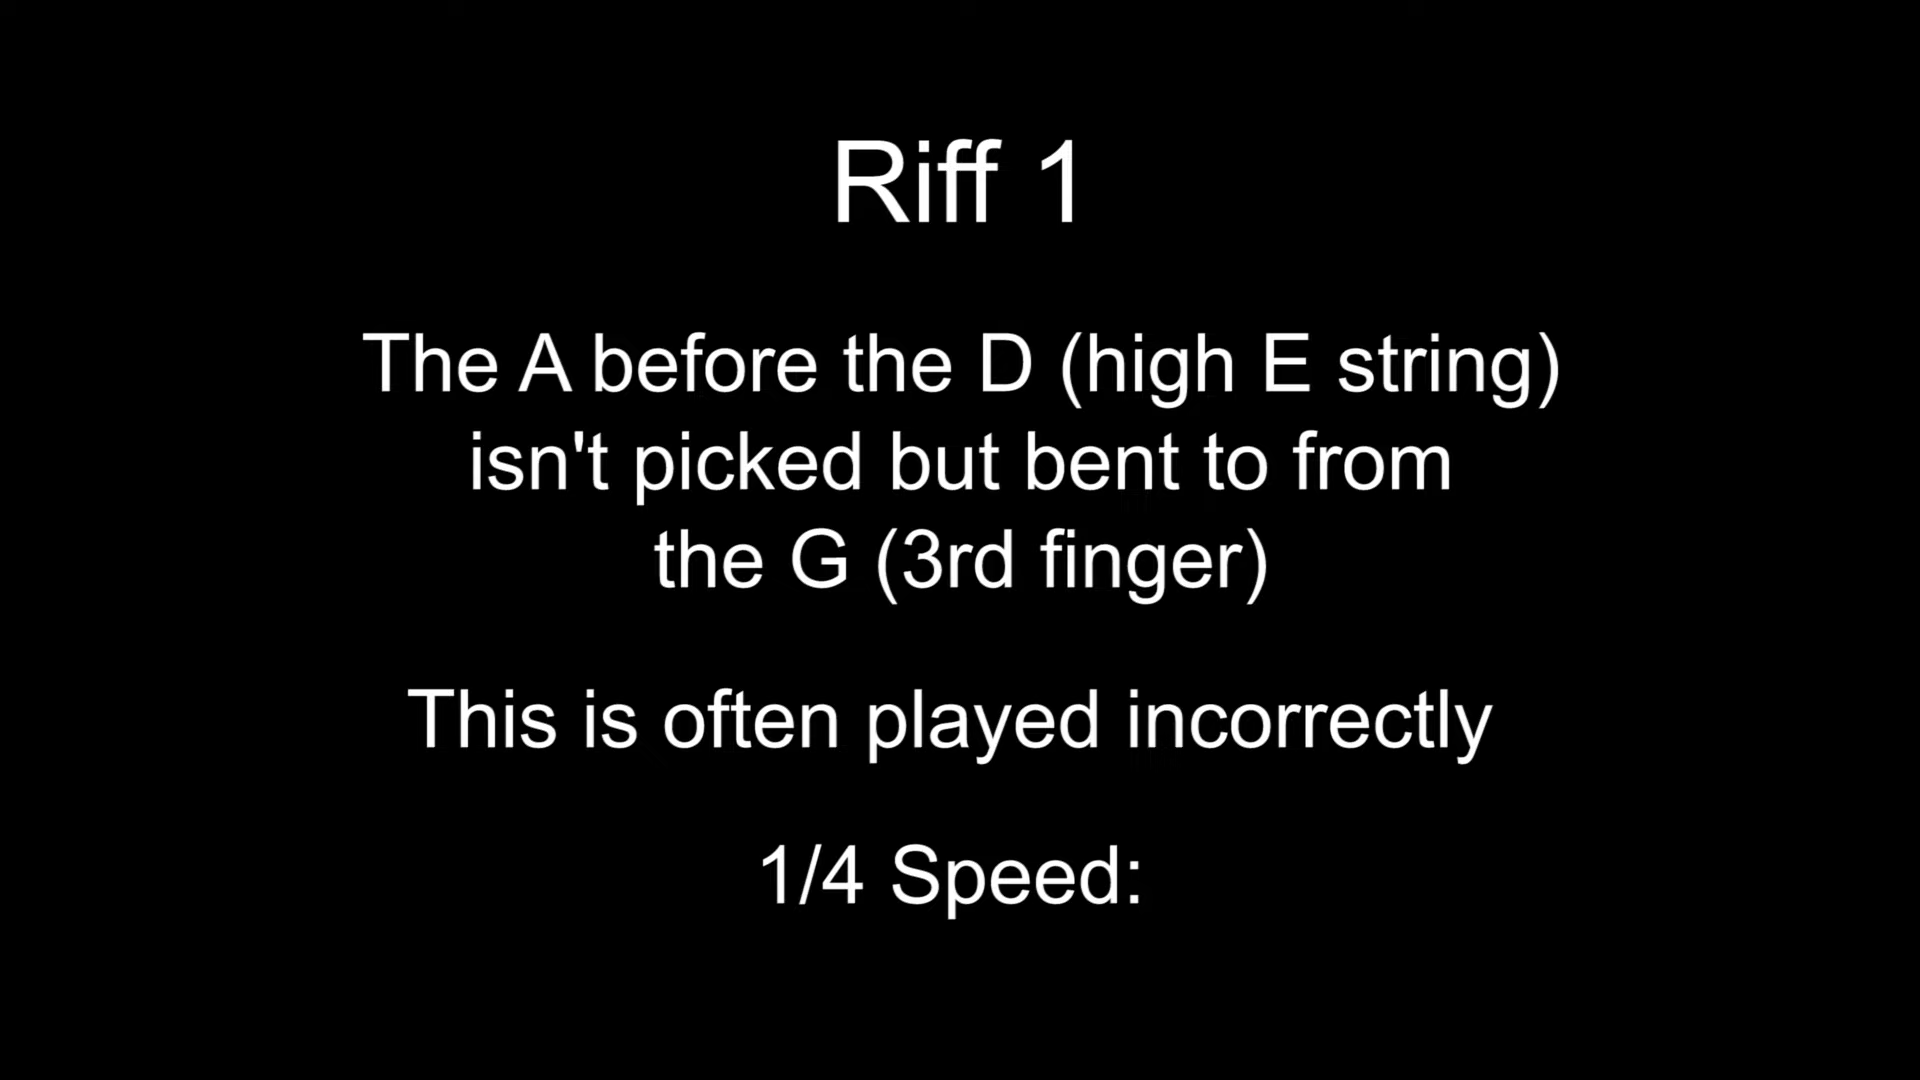 Riff 1
The A before the D (high E string)
isn't picked but bent to from
the G (3rd finger)
This is often played incorrectly
1/4 Speed: